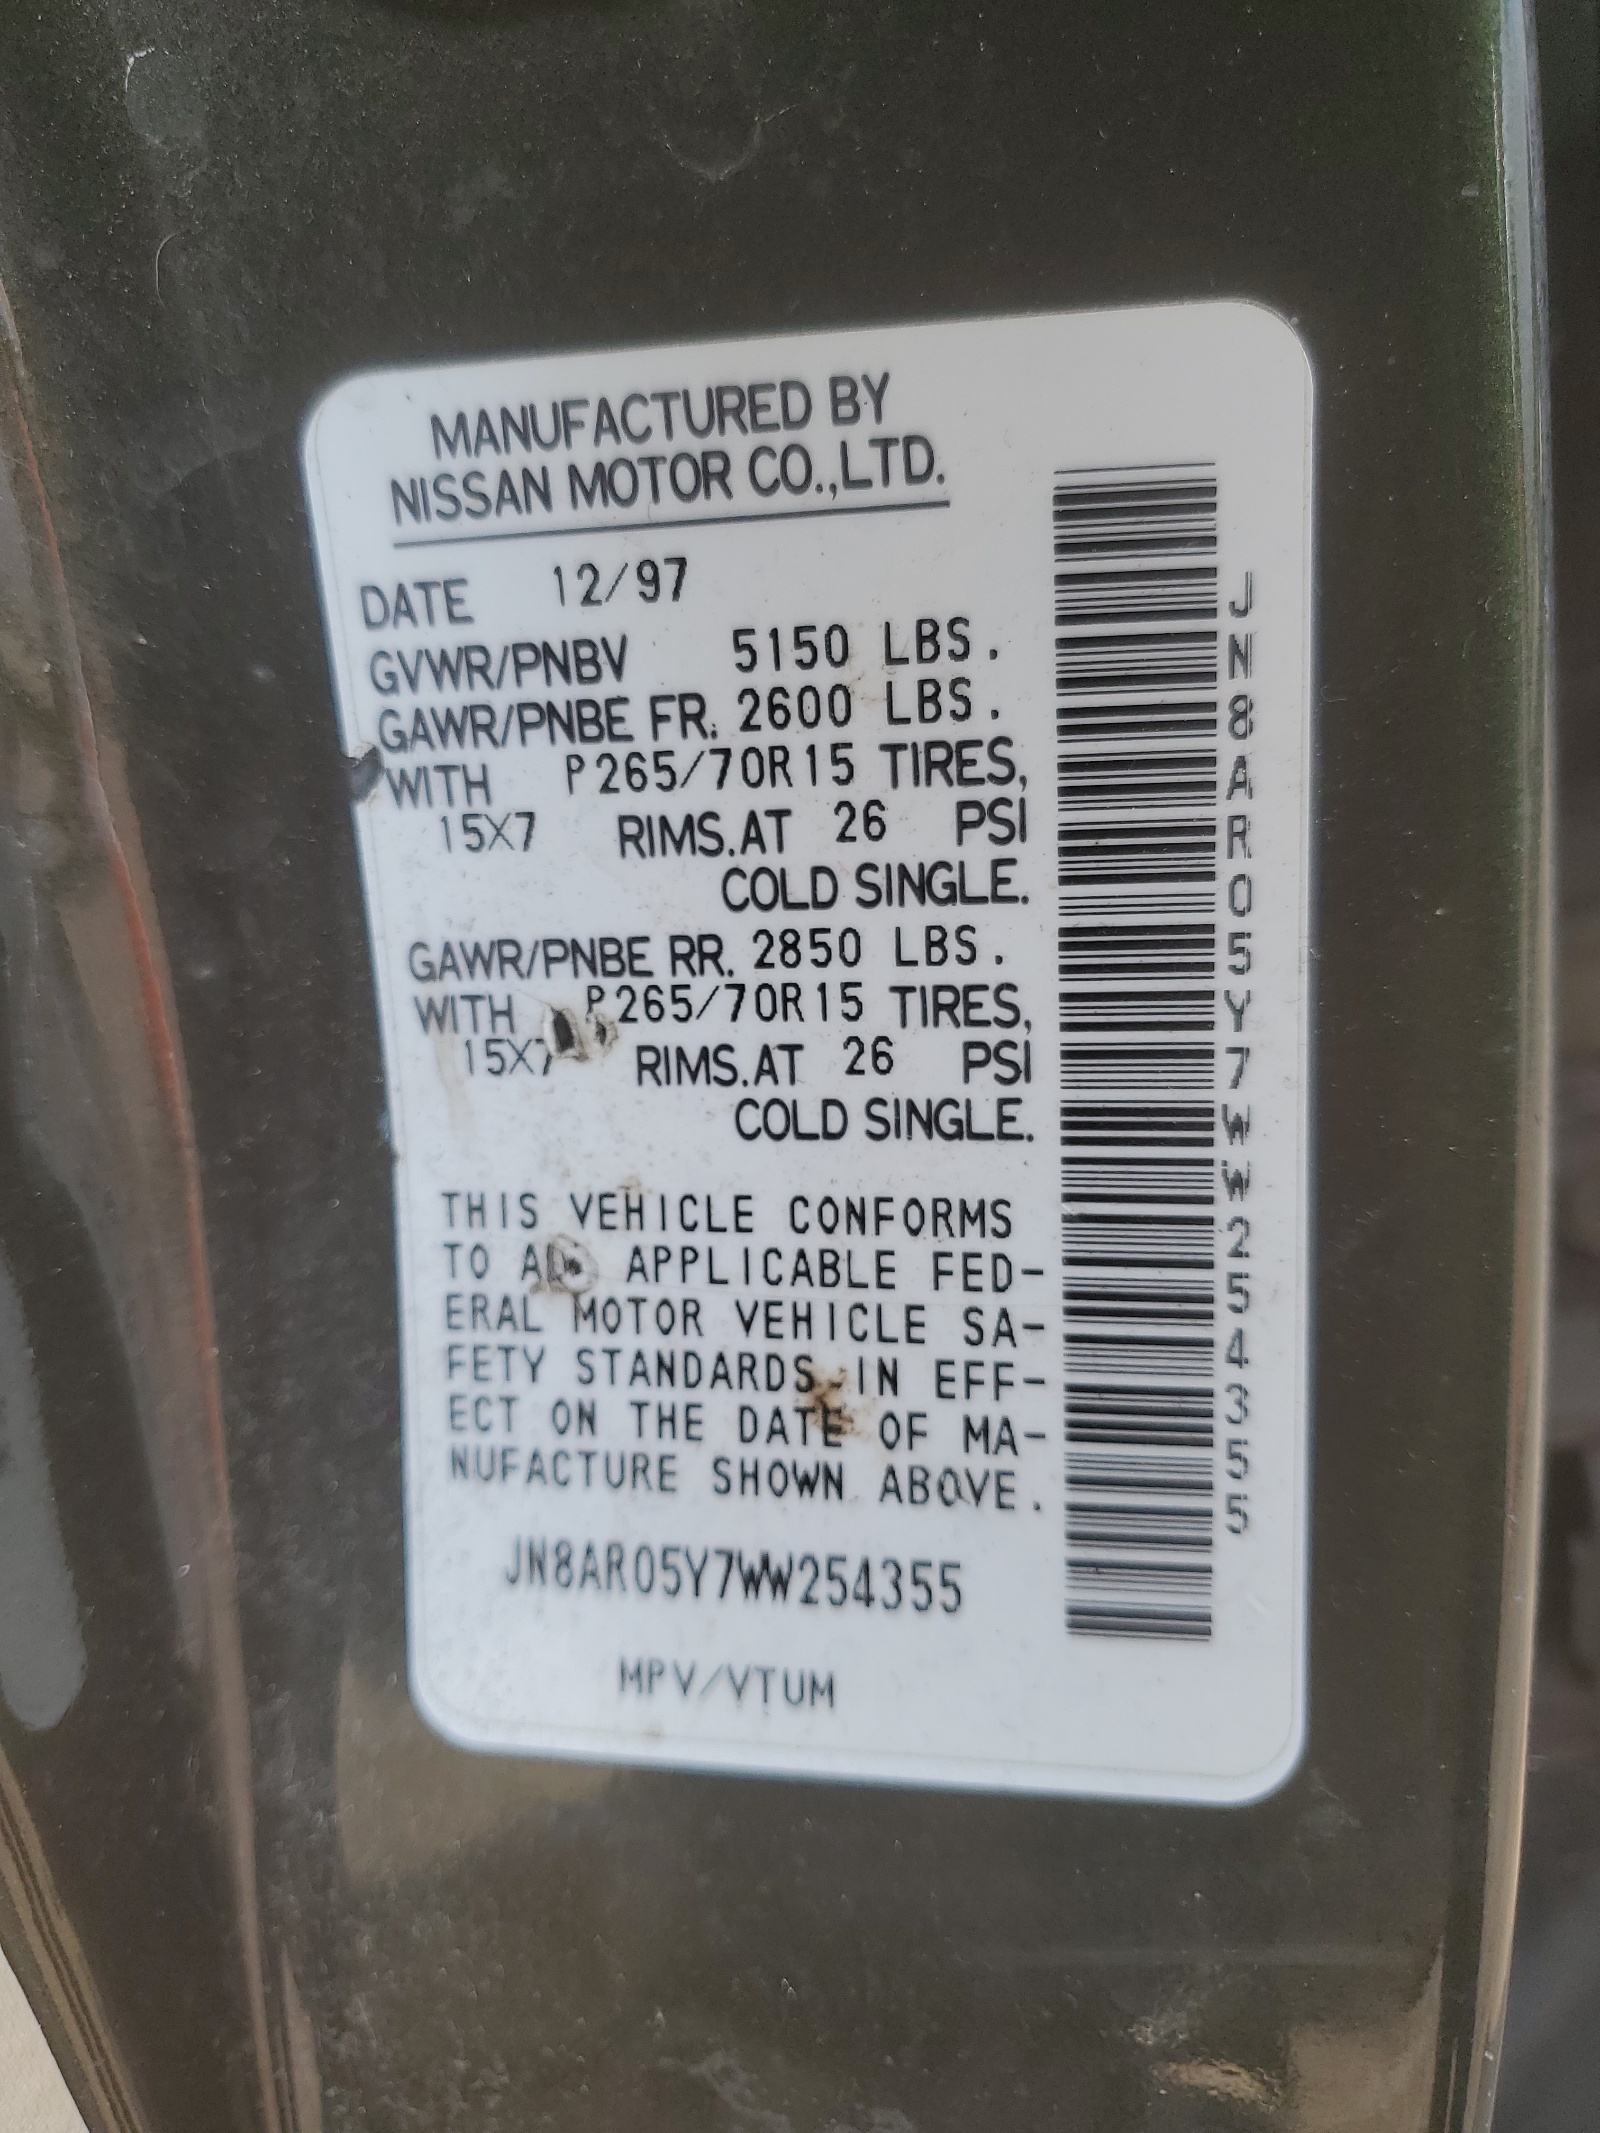 MANUFACTURED BY
NISSAN MOTOR CO.,LTD.
DATE 12/97
GVWR/PNBV 5150 LBS.
GAWR/PNBE FR. 2600 LBS.
WITH P265/70R15 TIRES,
15X7 RIMS.AT 26 PSI
COLD SINGLE.
GAWR/PNBE RR. 2850 LBS.
WITH P265/70R15 TIRES,
15X7 RIMS.AT 26 PSI
COLD SINGLE.
THIS VEHICLE CONFORMS
TO ALL APPLICABLE FED-
ERAL MOTOR VEHICLE SA-
FETY STANDARDS IN EFF-
ECT ON THE DATE OF MA-
NUFACTURE SHOWN ABOVE.
JN8AR05Y7WW254355
MPV/VTUM
JN8AR05Y7WW254355